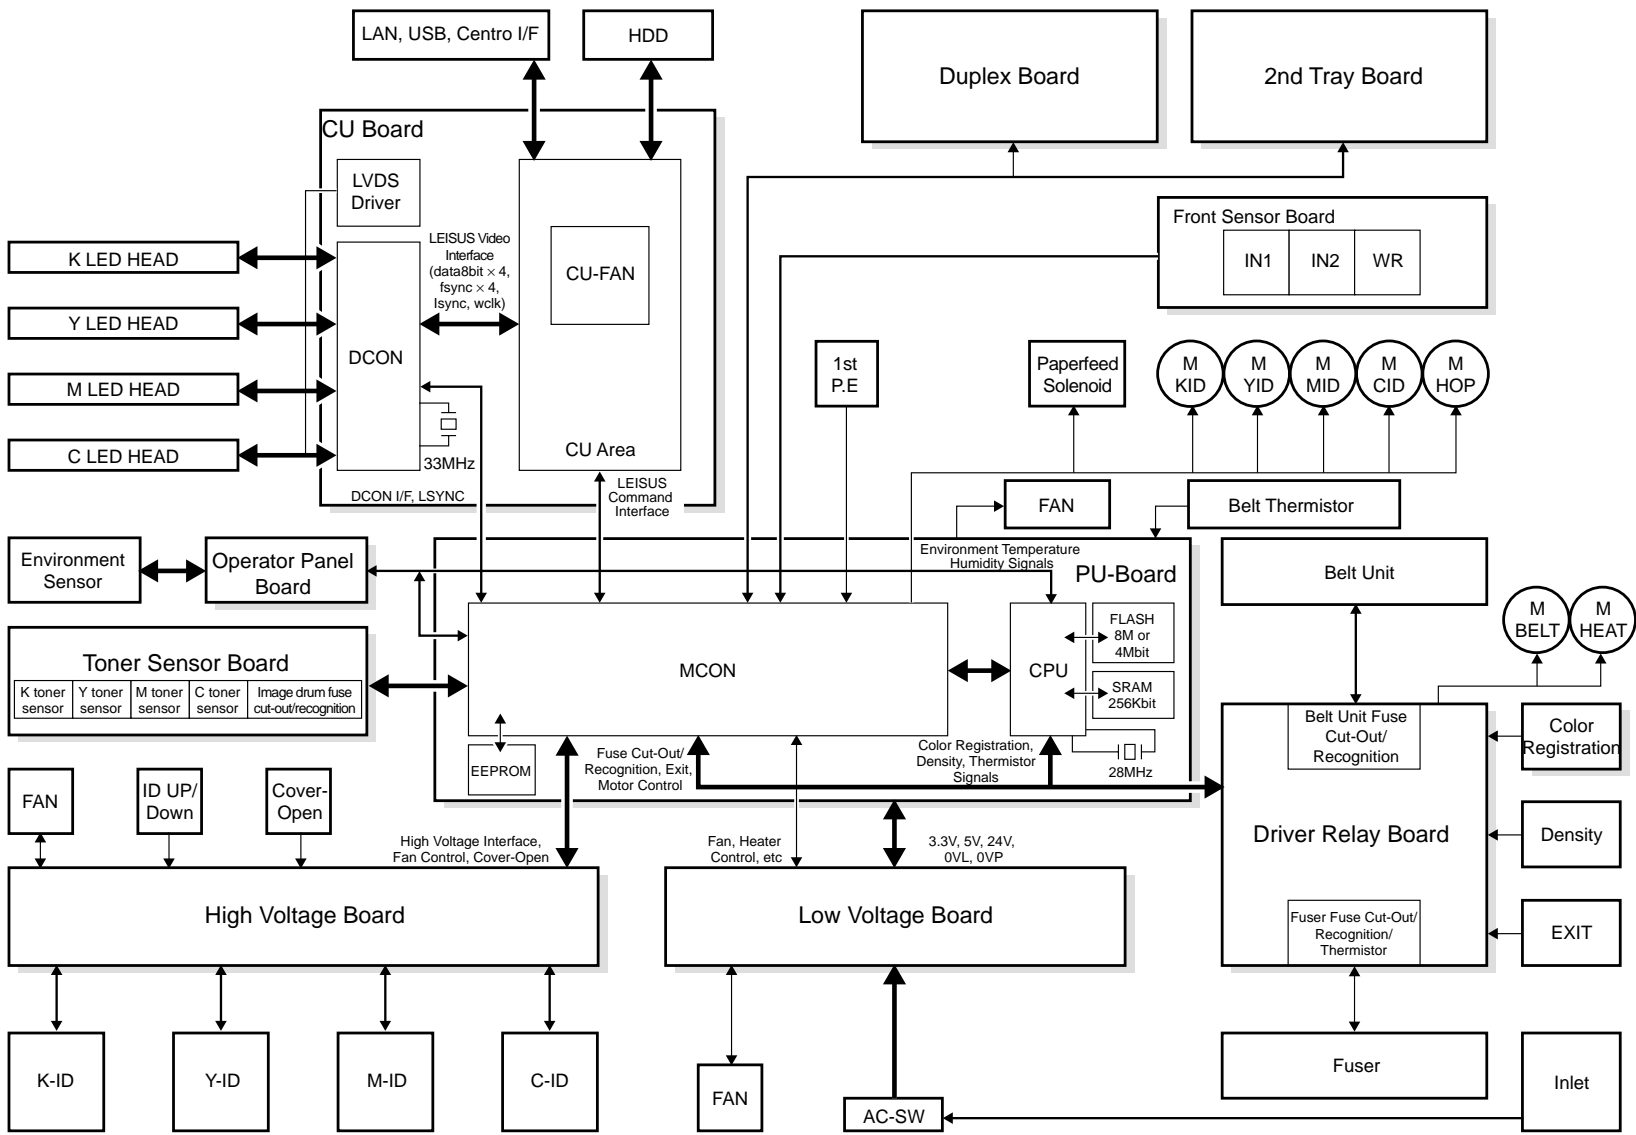 LAN, USB, Centro I/F
HDD
Duplex Board
2nd Tray Board
CU Board
LVDS
Driver
LEISUS Video
Interface
(data8bit × 4,
fsync × 4,
lsync, wclk)
CU-FAN
DCON
CU Area
33MHz
DCON I/F, LSYNC
LEISUS
Command
Interface
K LED HEAD
Y LED HEAD
M LED HEAD
C LED HEAD
Front Sensor Board
IN1
IN2
WR
1st
P.E
Paperfeed
Solenoid
M
KID
M
YID
M
MID
M
CID
M
HOP
FAN
Belt Thermistor
Environment
Sensor
Operator Panel
Board
Environment Temperature
Humidity Signals
PU-Board
Belt Unit
M
BELT
M
HEAT
Toner Sensor Board
K toner
sensor
Y toner
sensor
M toner
sensor
C toner
sensor
Image drum fuse
cut-out/recognition
MCON
CPU
FLASH
8M or
4Mbit
SRAM
256Kbit
EEPROM
Fuse Cut-Out/
Recognition, Exit,
Motor Control
Color Registration,
Density, Thermistor
Signals
28MHz
Belt Unit Fuse
Cut-Out/
Recognition
Color
Registration
FAN
ID UP/
Down
Cover-
Open
High Voltage Interface,
Fan Control, Cover-Open
Fan, Heater
Control, etc
3.3V, 5V, 24V,
0VL, 0VP
Driver Relay Board
Density
High Voltage Board
Low Voltage Board
Fuser Fuse Cut-Out/
Recognition/
Thermistor
EXIT
K-ID
Y-ID
M-ID
C-ID
FAN
AC-SW
Fuser
Inlet